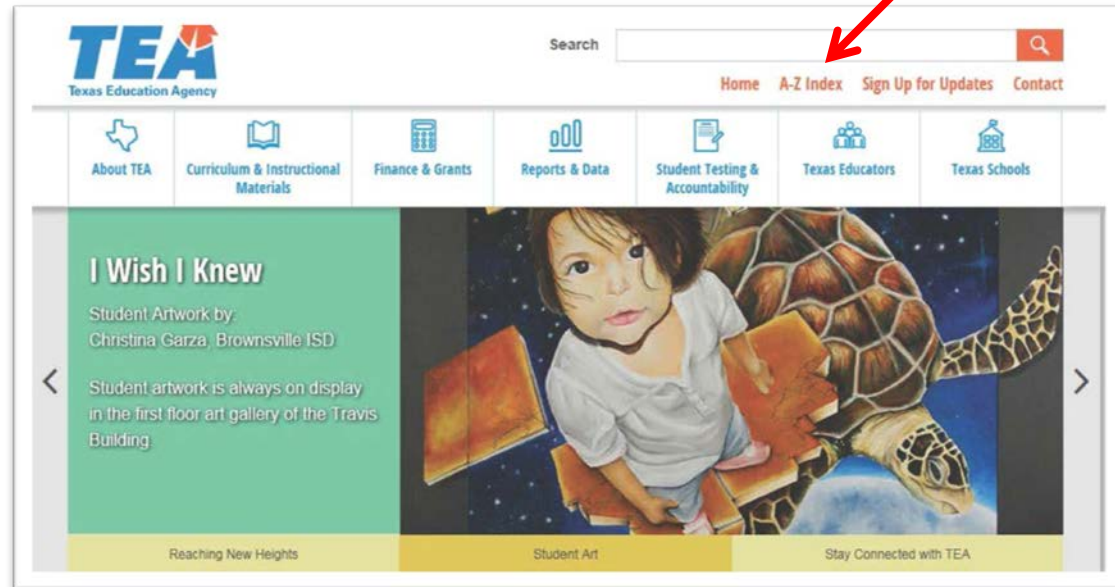 TEA
Texas Education Agency
Search
Home A-Z Index Sign Up for Updates Contact
About TEA
Curriculum & Instructional
Materials
Finance & Grants
Reports & Data
Student Testing &
Accountability
Texas Educators
Texas Schools
I Wish I Knew
Student Artwork by:
Christina Garza, Brownsville ISD
Student artwork is always on display
in the first floor art gallery of the Travis
Building.
Reaching New Heights
Student Art
Stay Connected with TEA